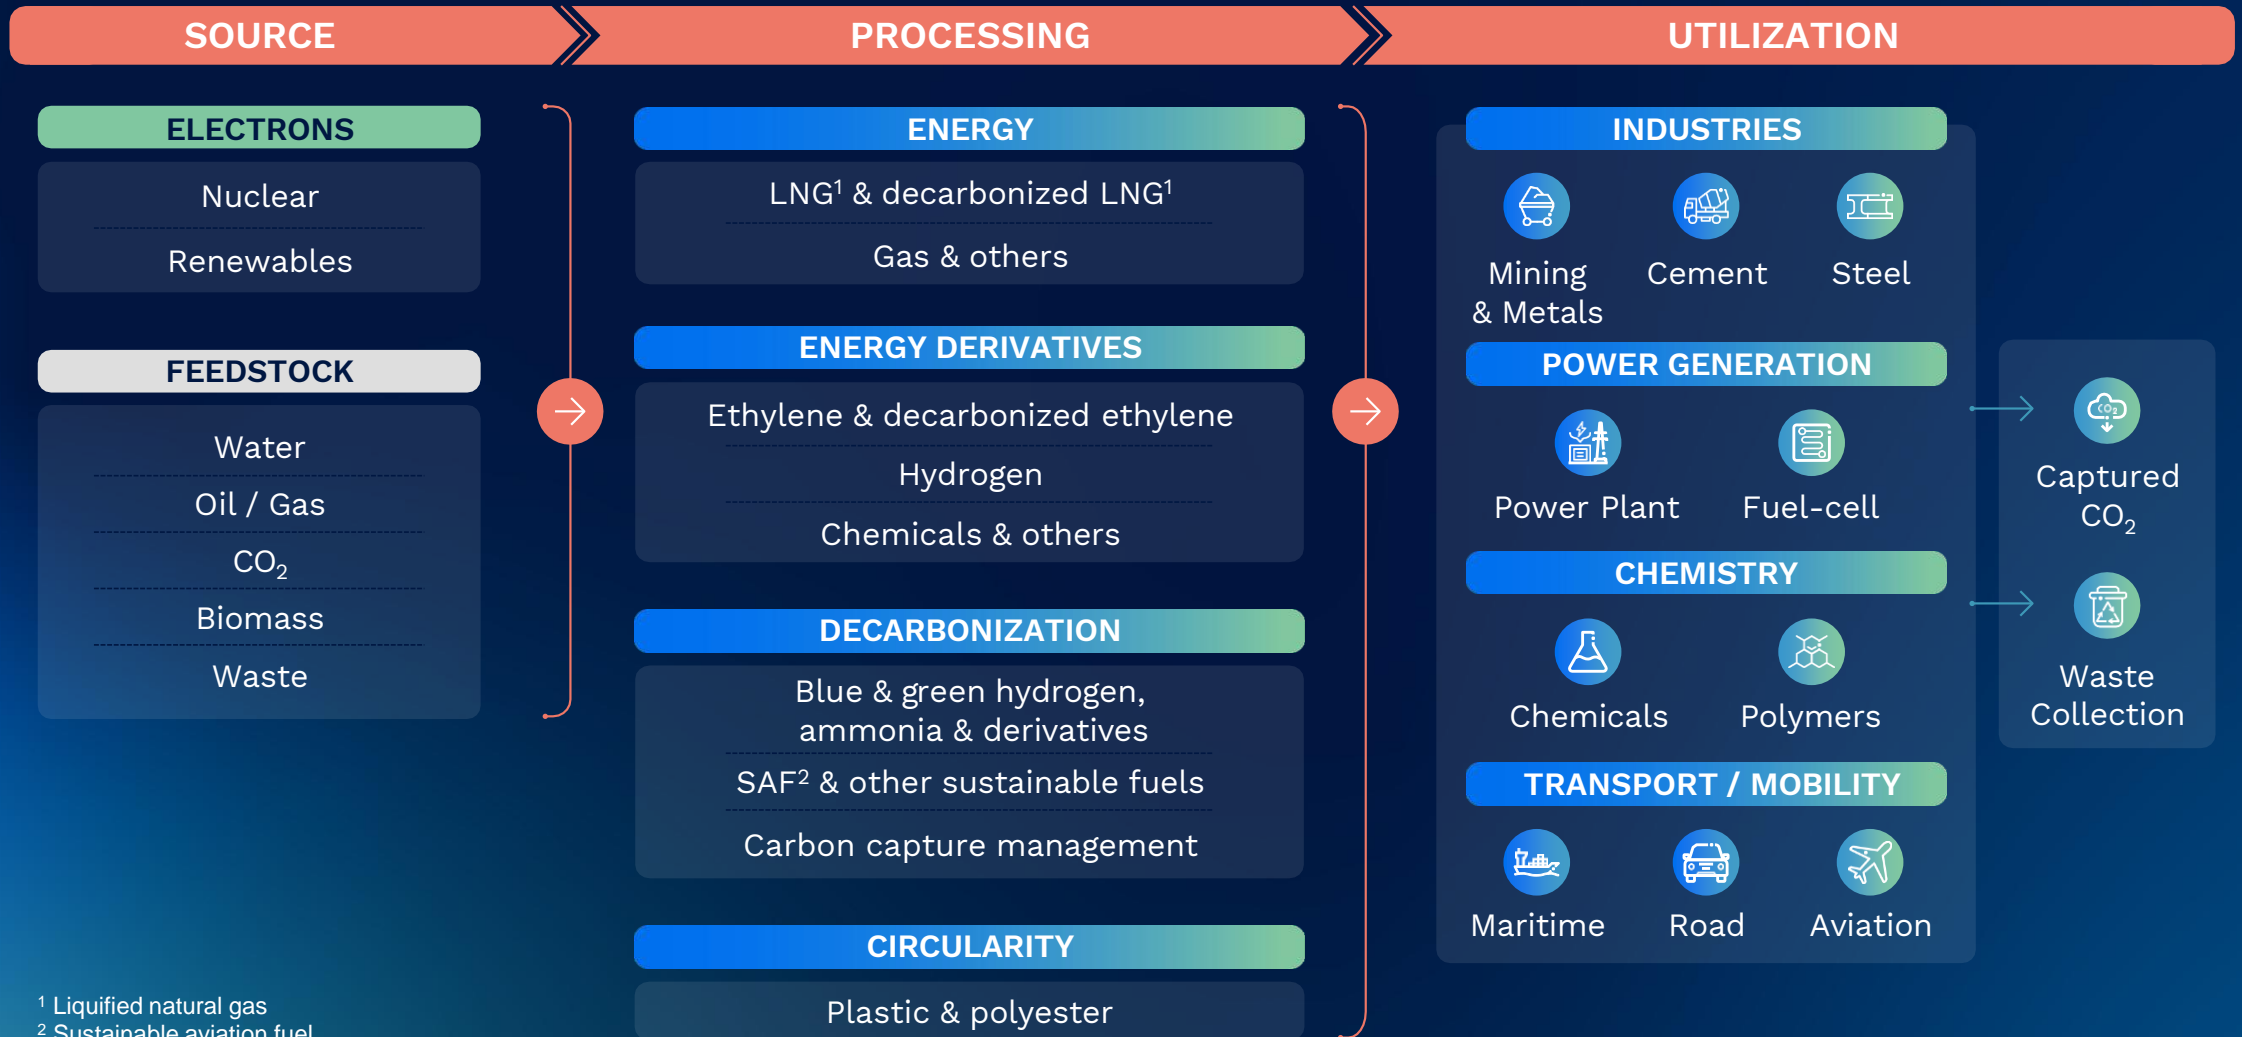 SOURCE
PROCESSING
UTILIZATION
ELECTRONS
Nuclear
Renewables
FEEDSTOCK
Water
Oil / Gas
CO₂
Biomass
Waste
ENERGY
LNG¹ & decarbonized LNG¹
Gas & others
ENERGY DERIVATIVES
Ethylene & decarbonized ethylene
Hydrogen
Chemicals & others
DECARBONIZATION
Blue & green hydrogen,
ammonia & derivatives
SAF² & other sustainable fuels
Carbon capture management
CIRCULARITY
Plastic & polyester
INDUSTRIES
Mining
& Metals
Cement
Steel
POWER GENERATION
Power Plant
Fuel-cell
CHEMISTRY
Chemicals
Polymers
TRANSPORT / MOBILITY
Maritime
Road
Aviation
CO₂
Captured
CO₂
Waste
Collection
¹ Liquified natural gas
² Sustainable aviation fuel